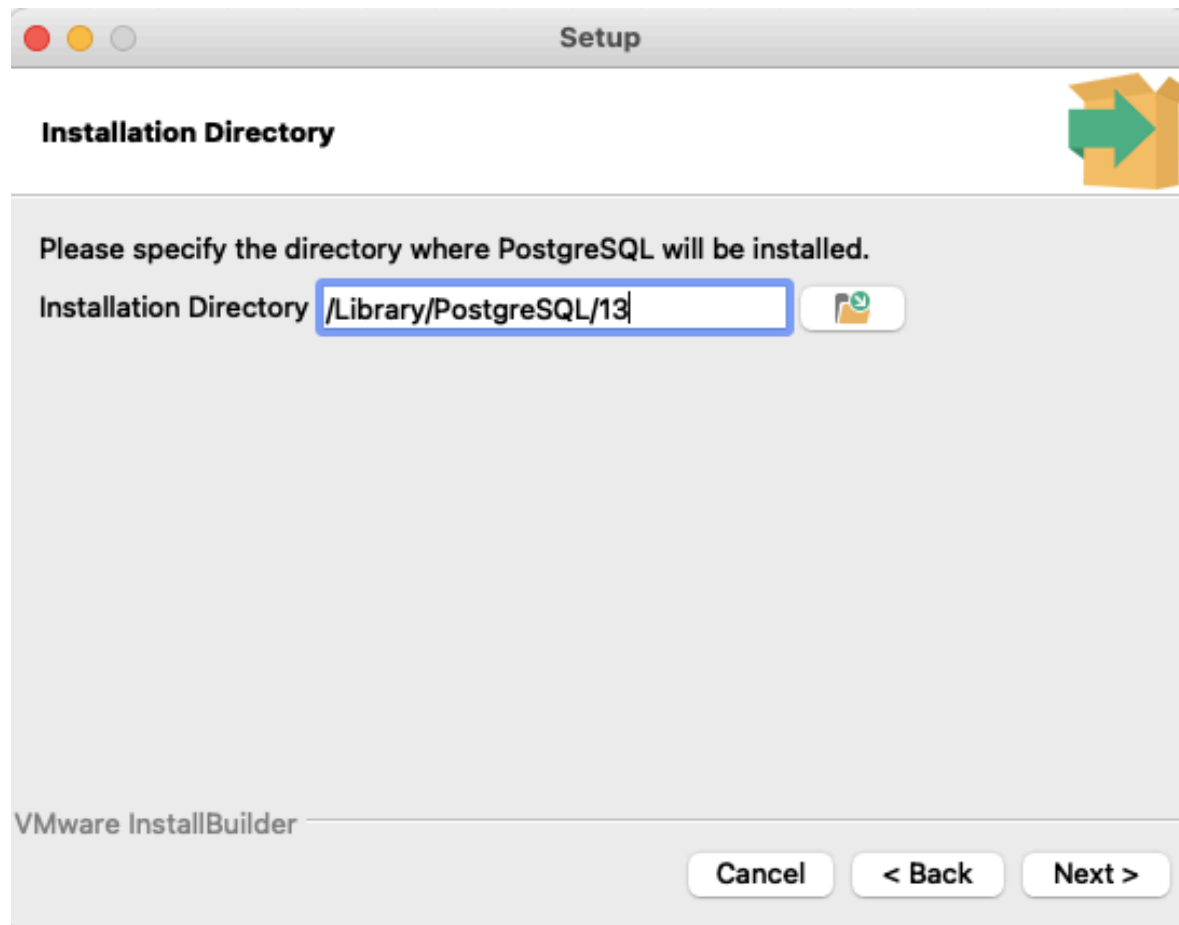 Setup
Installation Directory
Please specify the directory where PostgreSQL will be installed.
Installation Directory /Library/PostgreSQL/13
VMware InstallBuilder
Cancel < Back Next >